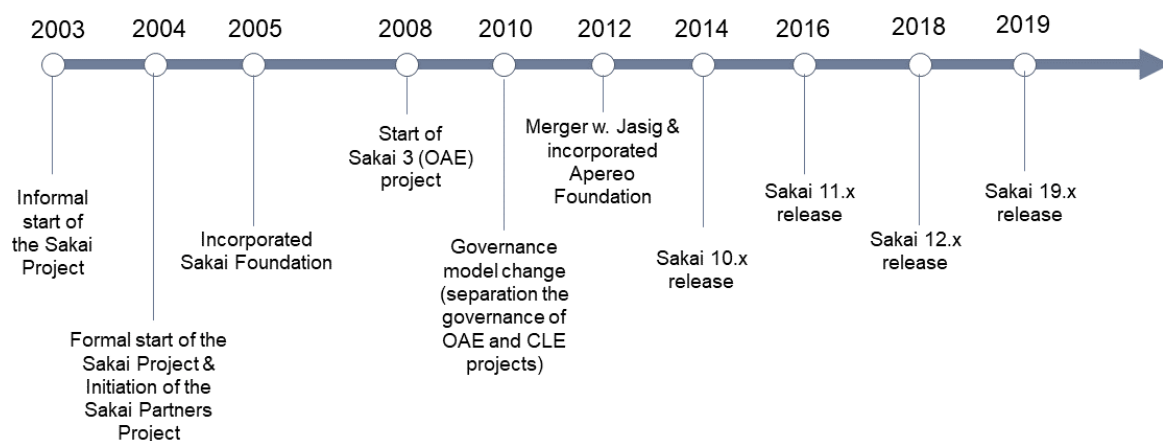 2003
2004
2005
2008
2010
2012
2014
2016
2018
2019
Informal
start of
the Sakai
Project
Formal start of the
Sakai Project &
Initiation of the
Sakai Partners
Project
Incorporated
Sakai Foundation
Start of
Sakai 3 (OAE)
project
Governance
model change
(separation the
governance of
OAE and CLE
projects)
Merger w. Jasig &
incorporated
Apereo
Foundation
Sakai 10.x
release
Sakai 11.x
release
Sakai 12.x
release
Sakai 19.x
release